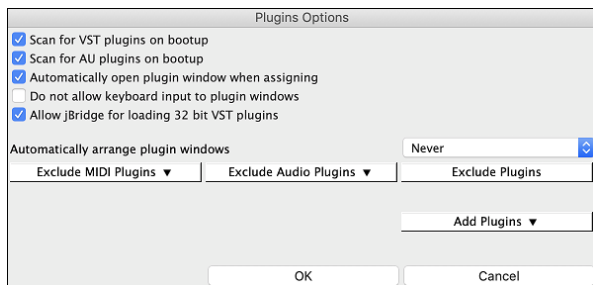 Plugins Options
Scan for VST plugins on bootup
Scan for AU plugins on bootup
Automatically open plugin window when assigning
Do not allow keyboard input to plugin windows
Allow jBridge for loading 32 bit VST plugins
Automatically arrange plugin windows Never
Exclude MIDI Plugins ▼ Exclude Audio Plugins ▼ Exclude Plugins
Add Plugins ▼
OK Cancel